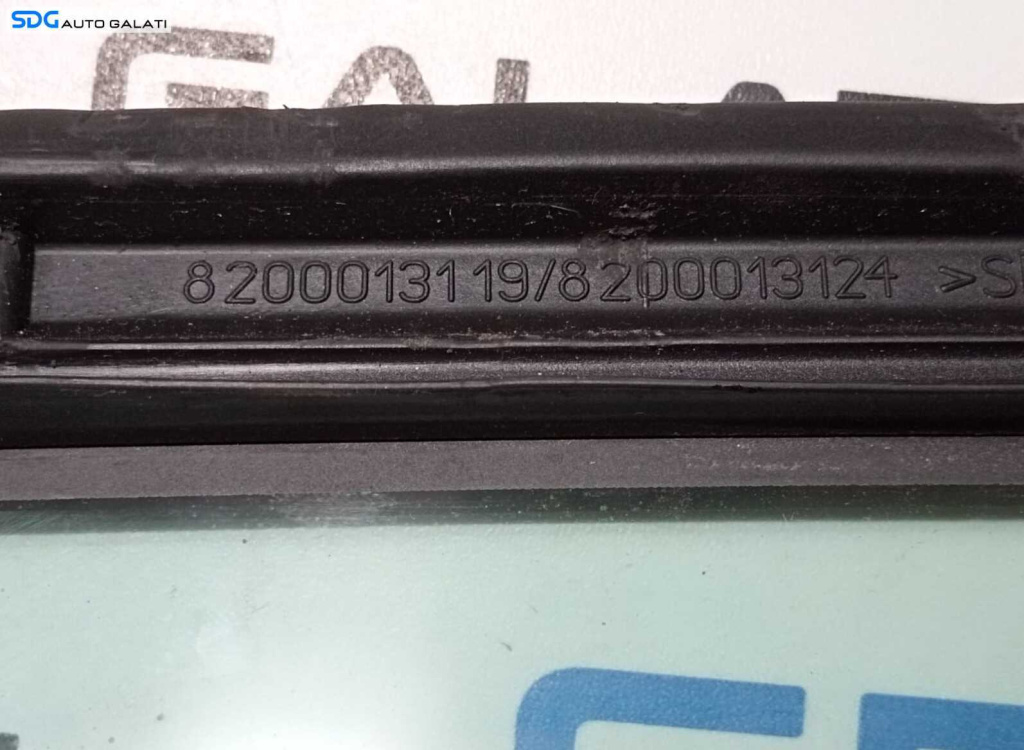 SDG AUTO GALATI
8200013119/8200013124 >S